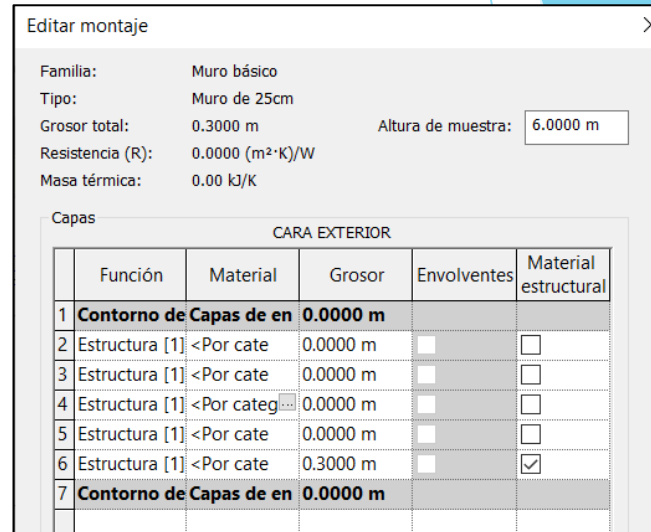 Editar montaje
Familia: Muro básico
Tipo: Muro de 25cm
Grosor total: 0.3000 m Altura de muestra: 6.0000 m
Resistencia (R): 0.0000 (m²·K)/W
Masa térmica: 0.00 kJ/K
Capas
CARA EXTERIOR
Función Material Grosor Envolventes Material estructural
1 Contorno de Capas de en 0.0000 m
2 Estructura [1] <Por cate 0.0000 m
3 Estructura [1] <Por cate 0.0000 m
4 Estructura [1] <Por categ ... 0.0000 m
5 Estructura [1] <Por cate 0.0000 m
6 Estructura [1] <Por cate 0.3000 m
7 Contorno de Capas de en 0.0000 m